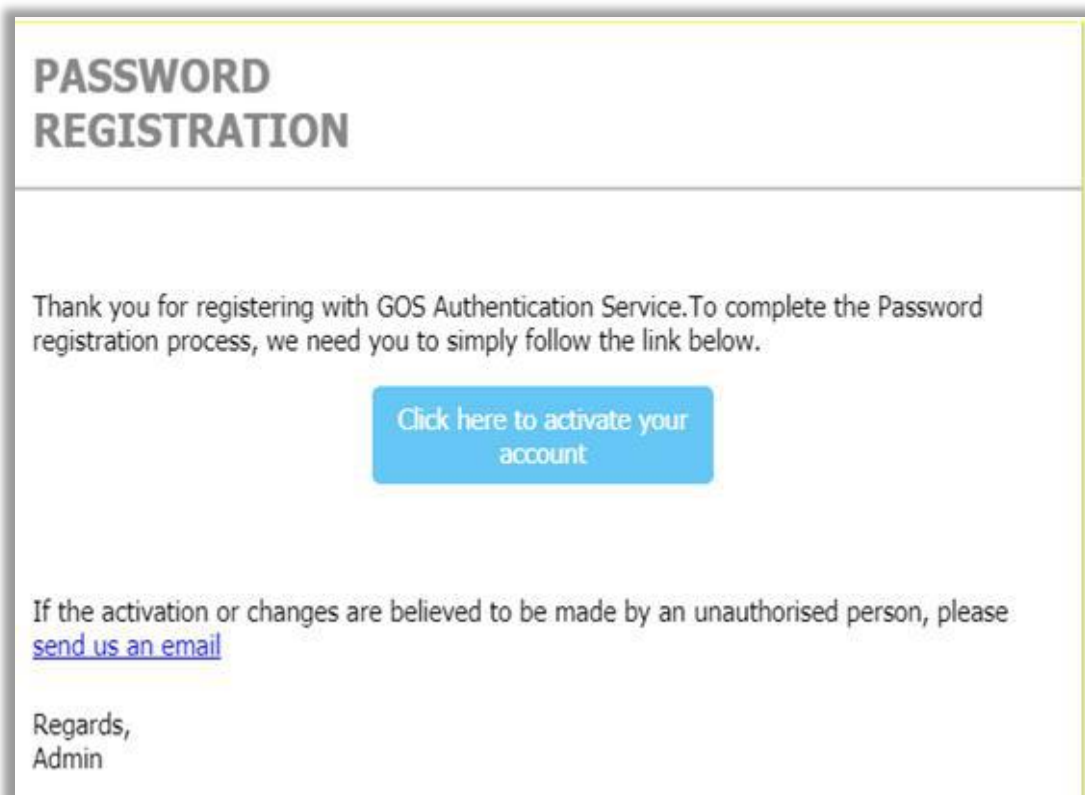 PASSWORD
REGISTRATION
Thank you for registering with GOS Authentication Service.To complete the Password
registration process, we need you to simply follow the link below.
Click here to activate your
account
If the activation or changes are believed to be made by an unauthorised person, please
send us an email
Regards,
Admin